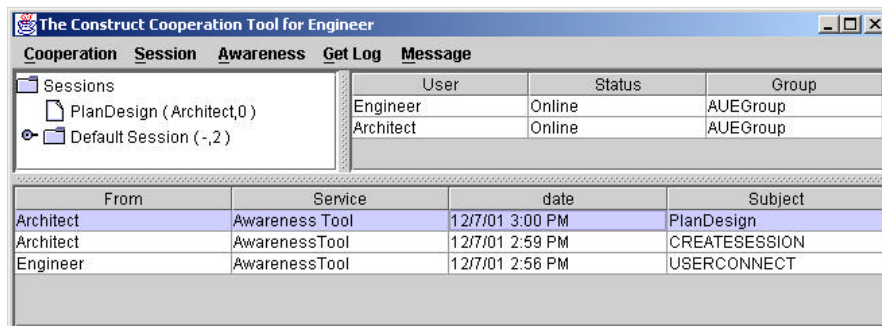 The Construct Cooperation Tool for Engineer
Cooperation Session Awareness Get Log Message
Sessions
PlanDesign ( Architect,0 )
Default Session ( -,2 )
User Status Group
Engineer Online AUEGroup
Architect Online AUEGroup
From Service date Subject
Architect Awareness Tool 12/7/01 3:00 PM PlanDesign
Architect AwarenessTool 12/7/01 2:59 PM CREATESESSION
Engineer AwarenessTool 12/7/01 2:56 PM USERCONNECT